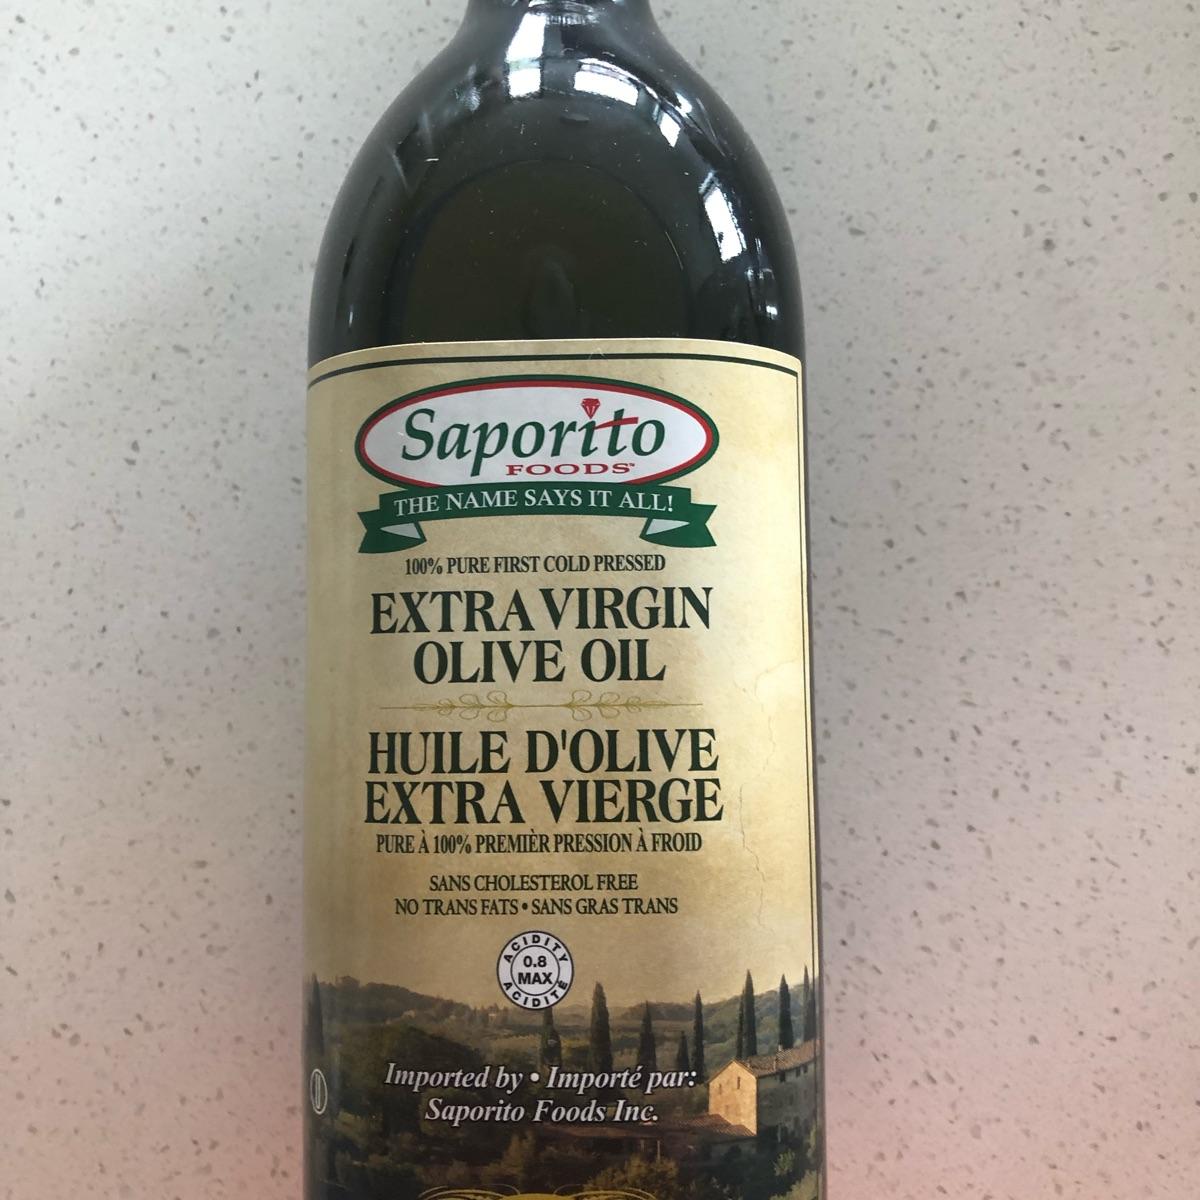 Saporito
FOODS
THE NAME SAYS IT ALL!
100% PURE FIRST COLD PRESSED
EXTRA VIRGIN
OLIVE OIL
HUILE D'OLIVE
EXTRA VIERGE
PURE À 100% PREMIÈR PRESSION À FROID
SANS CHOLESTEROL FREE
NO TRANS FATS • SANS GRAS TRANS
ACIDITY
0.8
MAX
ACIDITÉ
Imported by • Importé par:
Saporito Foods Inc.